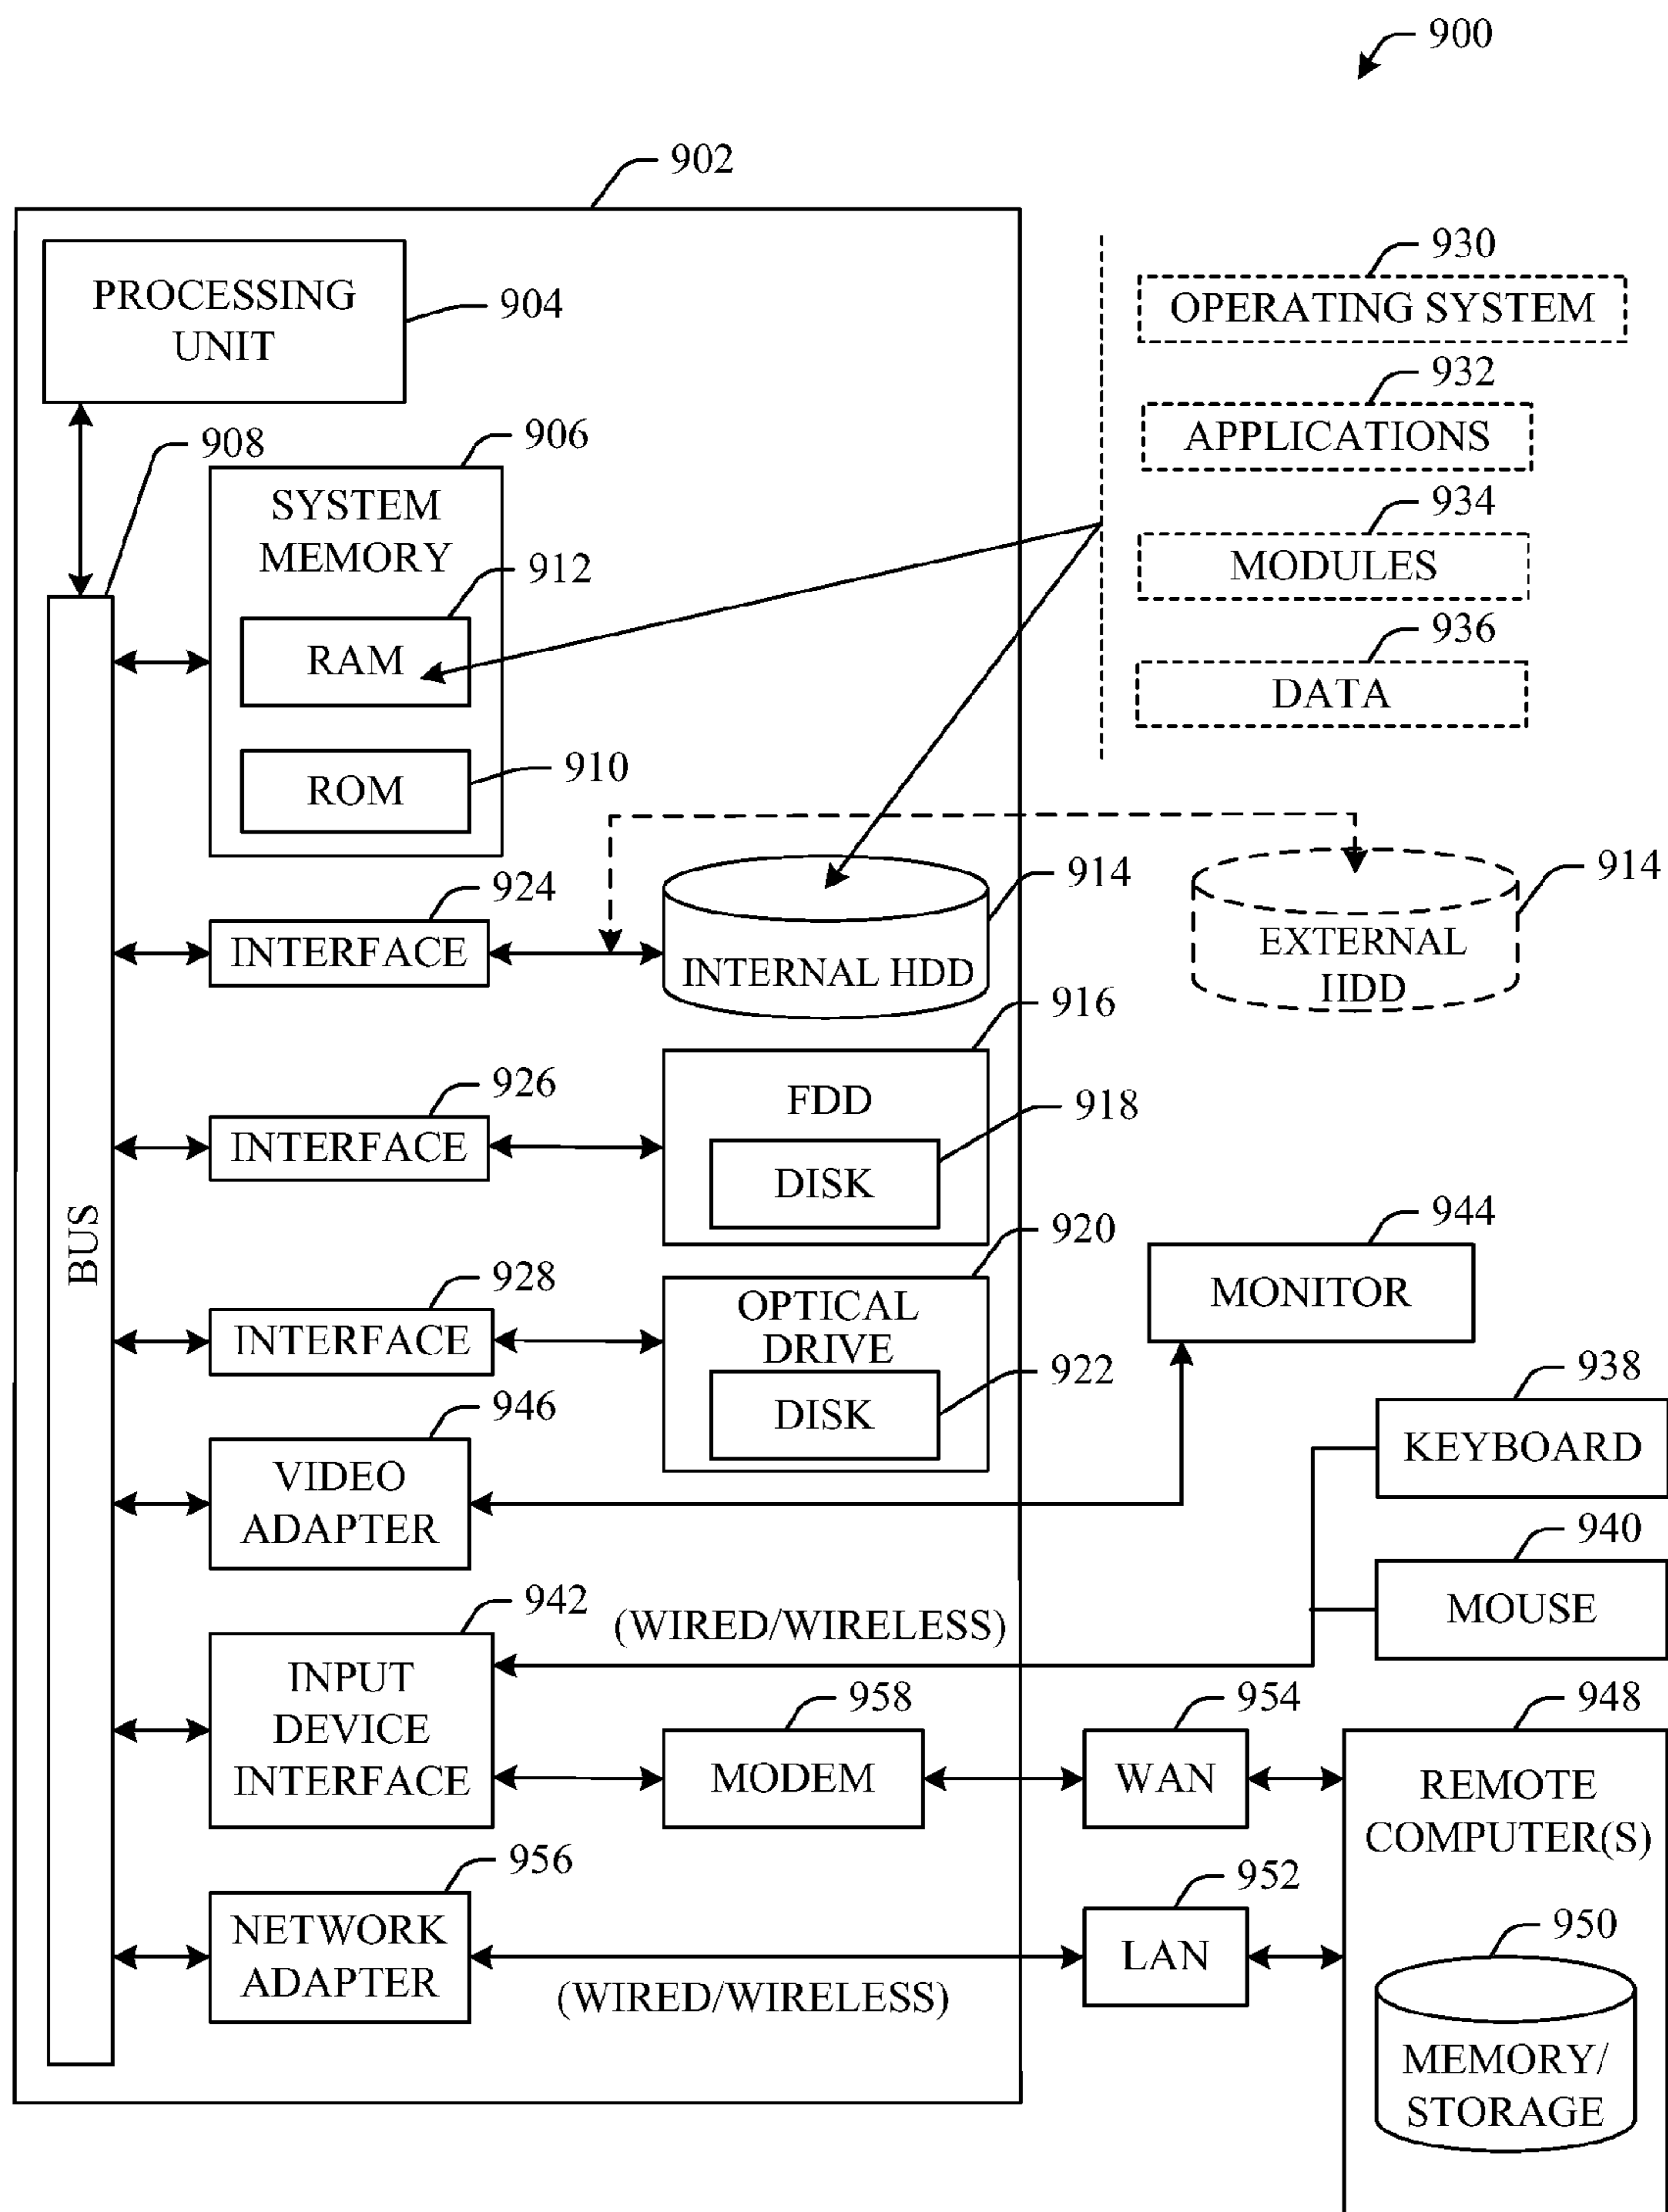 900
902
PROCESSING
UNIT
904
930
OPERATING SYSTEM
932
APPLICATIONS
934
MODULES
936
DATA
908
906
SYSTEM
MEMORY
912
RAM
910
ROM
BUS
924
INTERFACE
914
INTERNAL HDD
914
EXTERNAL
HDD
926
INTERFACE
916
FDD
918
DISK
928
INTERFACE
920
OPTICAL
DRIVE
922
DISK
944
MONITOR
946
VIDEO
ADAPTER
938
KEYBOARD
940
MOUSE
942
INPUT
DEVICE
INTERFACE
(WIRED/WIRELESS)
958
MODEM
954
WAN
948
REMOTE
COMPUTER(S)
956
NETWORK
ADAPTER
(WIRED/WIRELESS)
952
LAN
950
MEMORY/
STORAGE